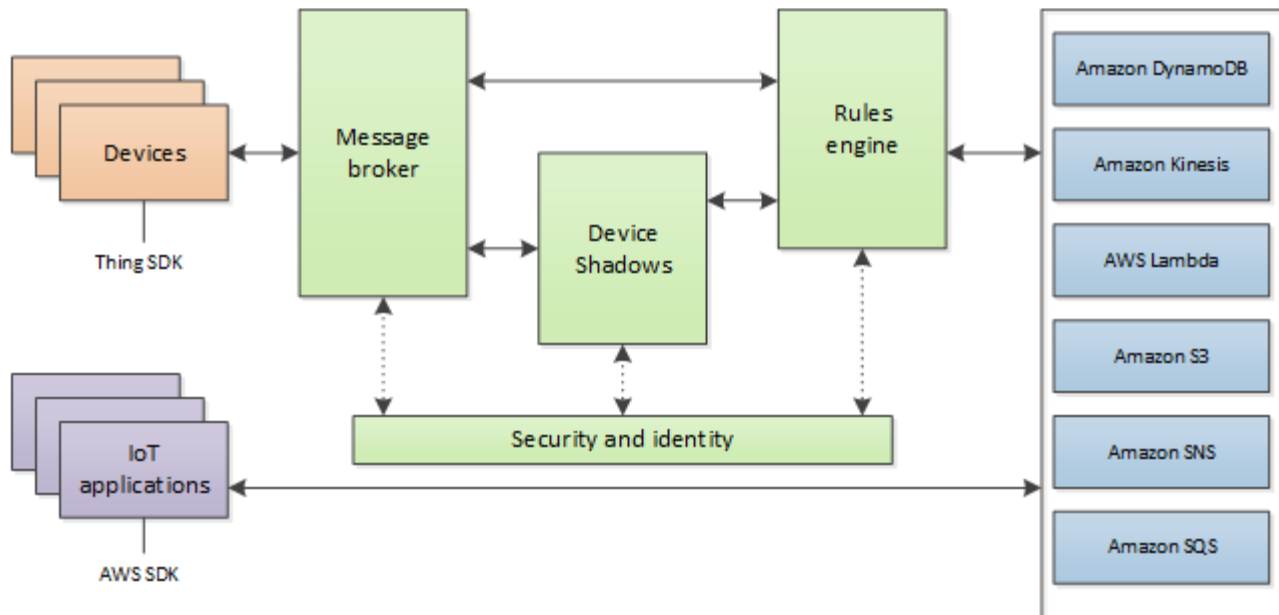 Devices
Thing SDK
Message
broker
Device
Shadows
Rules
engine
Security and identity
IoT
applications
AWS SDK
Amazon DynamoDB
Amazon Kinesis
AWS Lambda
Amazon S3
Amazon SNS
Amazon SQS